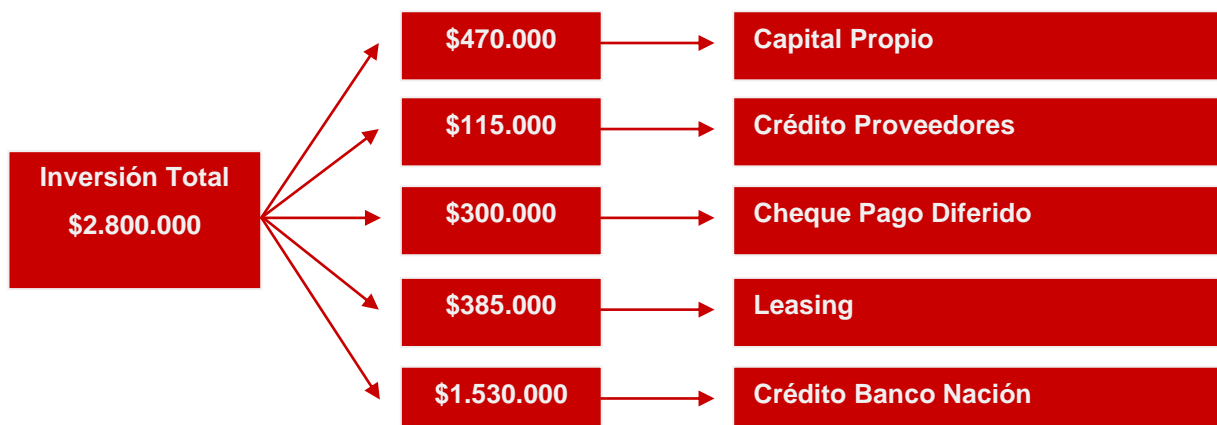 $470.000
Capital Propio
$115.000
Crédito Proveedores
Inversión Total
$2.800.000
$300.000
Cheque Pago Diferido
$385.000
Leasing
$1.530.000
Crédito Banco Nación